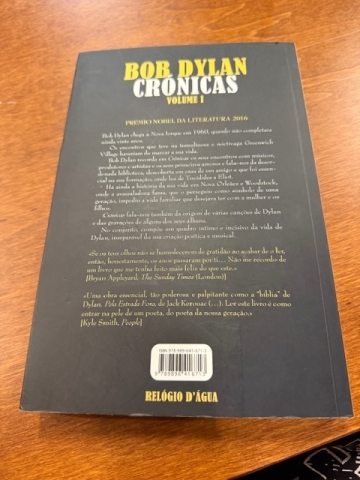 BOB DYLAN
CRÓNICAS
VOLUME I
PRÉMIO NOBEL DA LITERATURA 2016
Bob Dylan chega a Nova Iorque em 1960, quando não completara
ainda vinte anos.
Os encontros que teve na tumultuosa e noctívaga Greenwich
Village haveriam de marcar a sua vida.
Bob Dylan recorda em Crónicas os seus encontros com músicos,
produtores e artistas e os seus primeiros amores e fala-nos da desor-
denada biblioteca, descoberta em casa de um amigo e que foi essen-
cial na sua formação, onde leu de Tucídides a Eliot.
Há ainda a história da sua vida em Nova Orleães e Woodstock,
onde a avassaladora fama, por o considerarem símbolo de uma
geração, impediu a vida familiar que desejava ter com a mulher e os
filhos.
Crónicas fala-nos também da origem de várias canções de Dylan
e das gravações de alguns dos seus álbuns.
No conjunto, compõem um quadro íntimo e incisivo da vida de
Dylan, inseparável da sua criação poética e musical.
«Se os teus olhos não se humedecerem de gratidão ao acabar de o ler,
então, honestamente, os anos passaram por ti… Não me recordo de
um livro que me tenha feito mais feliz do que este.»
[Bryan Appleyard, The Sunday Times (London)]
«Uma obra essencial, tão poderosa e palpitante como a “bíblia” de
Dylan, Pela Estrada Fora, de Jack Kerouac (…). Ler este livro é como
entrar na pele de um poeta, do poeta da nossa geração.»
[Kyle Smith, People]
RELÓGIO D'ÁGUA